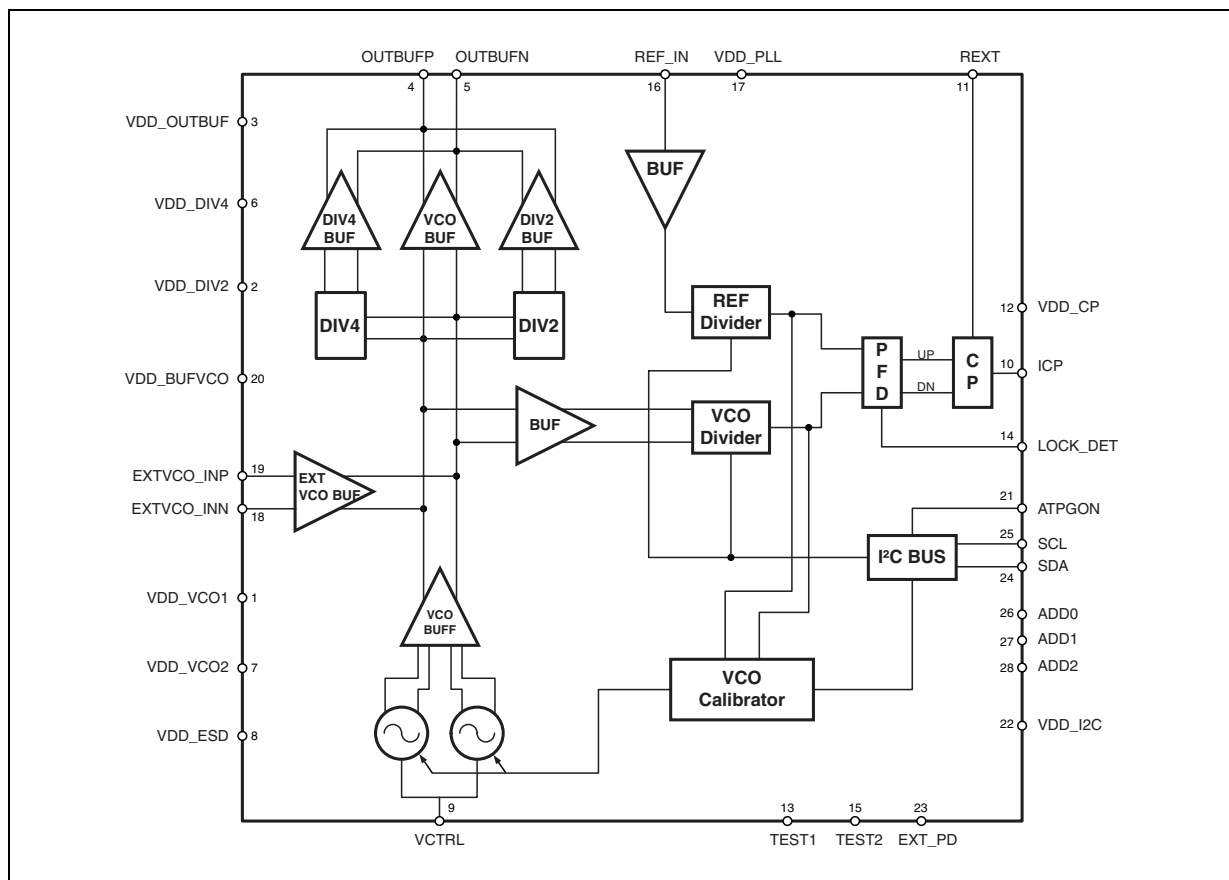 OUTBUFP OUTBUFN REF_IN VDD_PLL REXT
4 5 16 17 11
VDD_OUTBUF 3
VDD_DIV4 6
VDD_DIV2 2
VDD_BUFVCO 20
EXTVCO_INP 19
EXTVCO_INN 18
VDD_VCO1 1
VDD_VCO2 7
VDD_ESD 8
DIV4
BUF
VCO
BUF
DIV2
BUF
BUF
DIV4
DIV2
REF
Divider
PFD
UP
DN
CP
BUF
VCO
Divider
EXT
VCO BUF
I²C BUS
VCO
BUFF
VCO
Calibrator
12 VDD_CP
10 ICP
14 LOCK_DET
21 ATPGON
25 SCL
24 SDA
26 ADD0
27 ADD1
28 ADD2
22 VDD_I2C
9 13 15 23
VCTRL TEST1 TEST2 EXT_PD